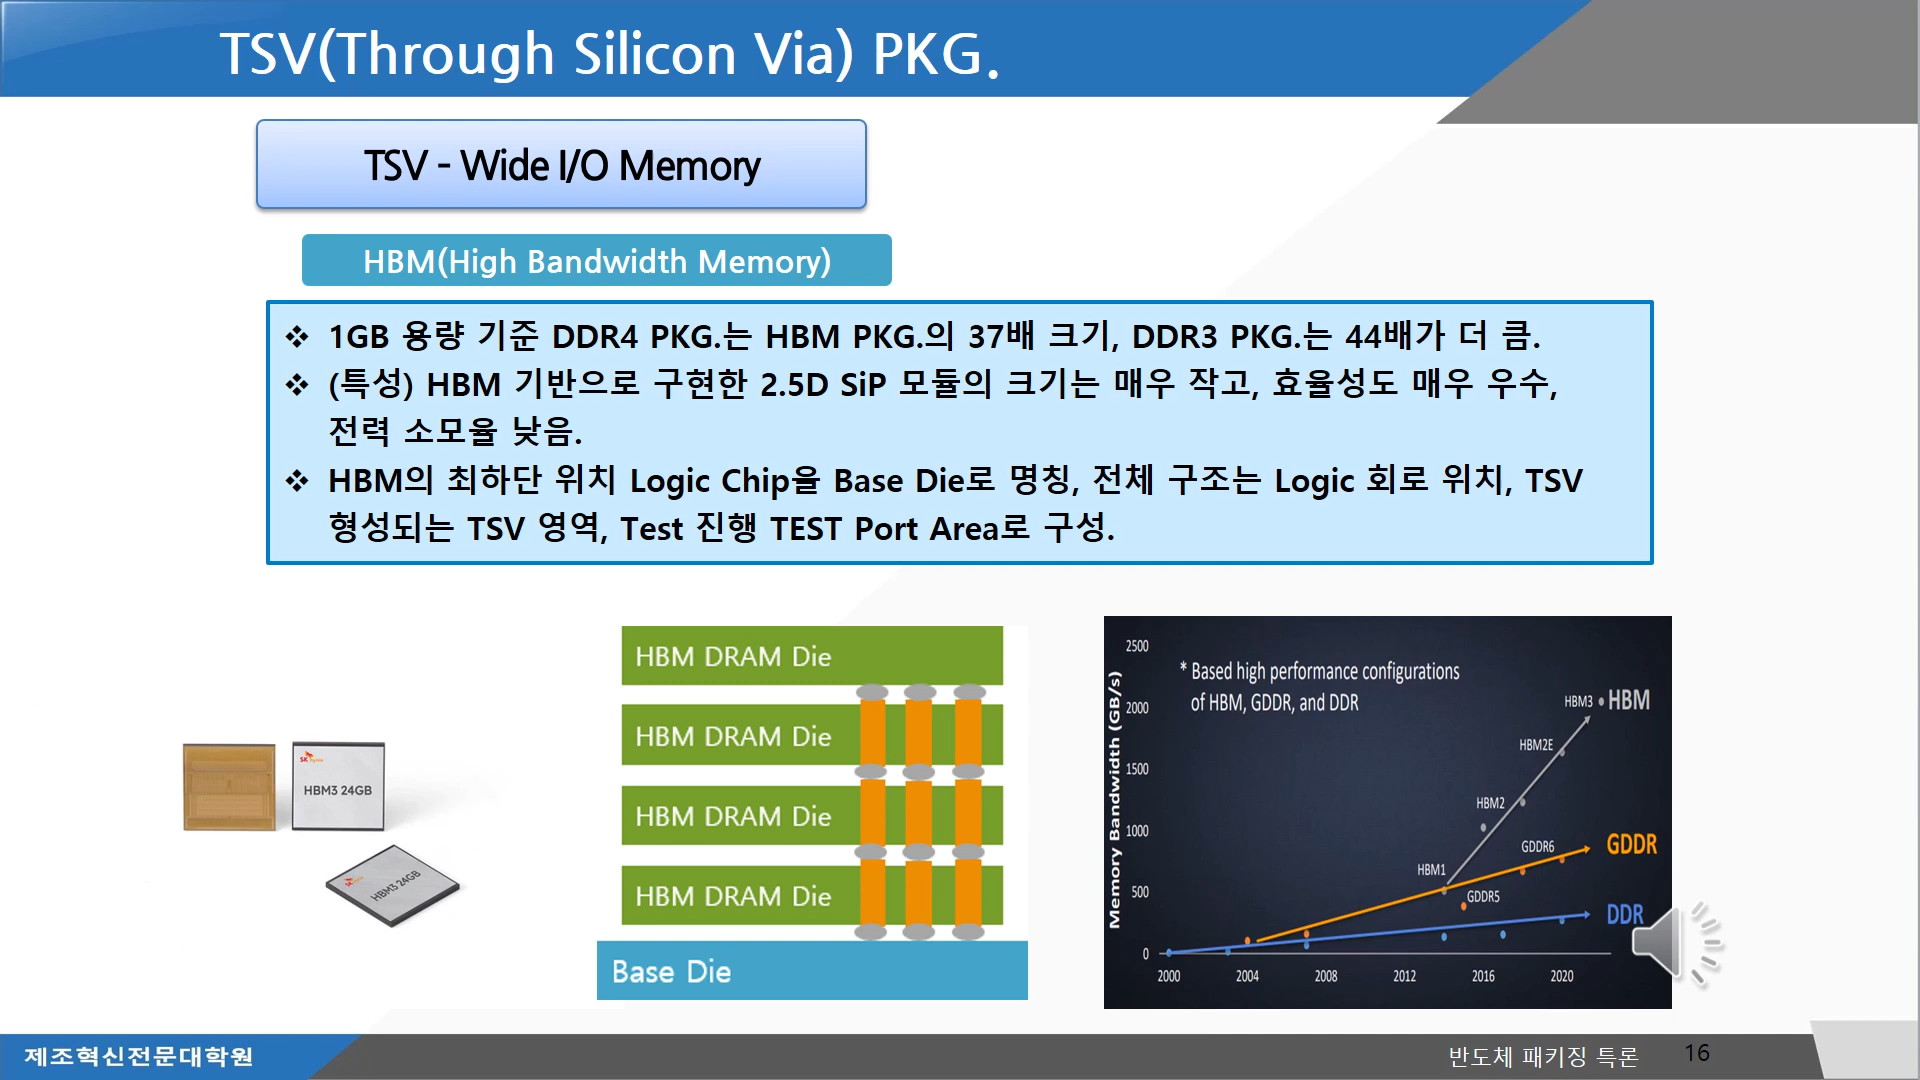 TSV(Through Silicon Via) PKG.
TSV - Wide I/O Memory
HBM(High Bandwidth Memory)
❖ 1GB 용량 기준 DDR4 PKG.는 HBM PKG.의 37배 크기, DDR3 PKG.는 44배가 더 큼.
❖ (특성) HBM 기반으로 구현한 2.5D SiP 모듈의 크기는 매우 작고, 효율성도 매우 우수,
전력 소모율 낮음.
❖ HBM의 최하단 위치 Logic Chip을 Base Die로 명칭, 전체 구조는 Logic 회로 위치, TSV
형성되는 TSV 영역, Test 진행 TEST Port Area로 구성.
SK hynix
HBM3 24GB
SK
HBM3 24GB
HBM DRAM Die
HBM DRAM Die
HBM DRAM Die
HBM DRAM Die
Base Die
Memory Bandwidth (GB/s)
2500
2000
1500
1000
500
0
* Based high performance configurations
of HBM, GDDR, and DDR
HBM3
HBM
HBM2E
HBM2
GDDR6
GDDR
HBM1
GDDR5
DDR
2000 2004 2008 2012 2016 2020
제조혁신전문대학원
반도체 패키징 특론
16